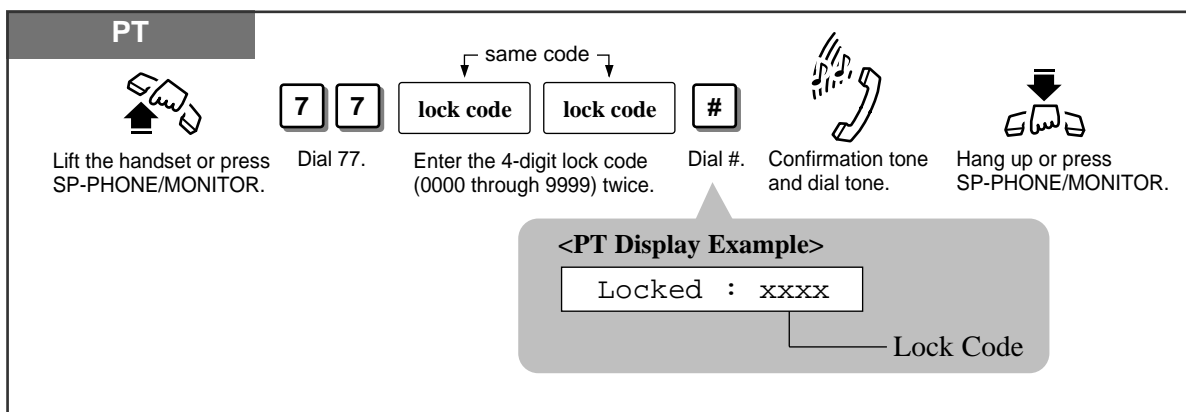 PT
same code
7 7 lock code lock code #
Lift the handset or press
SP-PHONE/MONITOR.
Dial 77.
Enter the 4-digit lock code
(0000 through 9999) twice.
Dial #.
Confirmation tone
and dial tone.
Hang up or press
SP-PHONE/MONITOR.
<PT Display Example>
Locked : xxxx
Lock Code